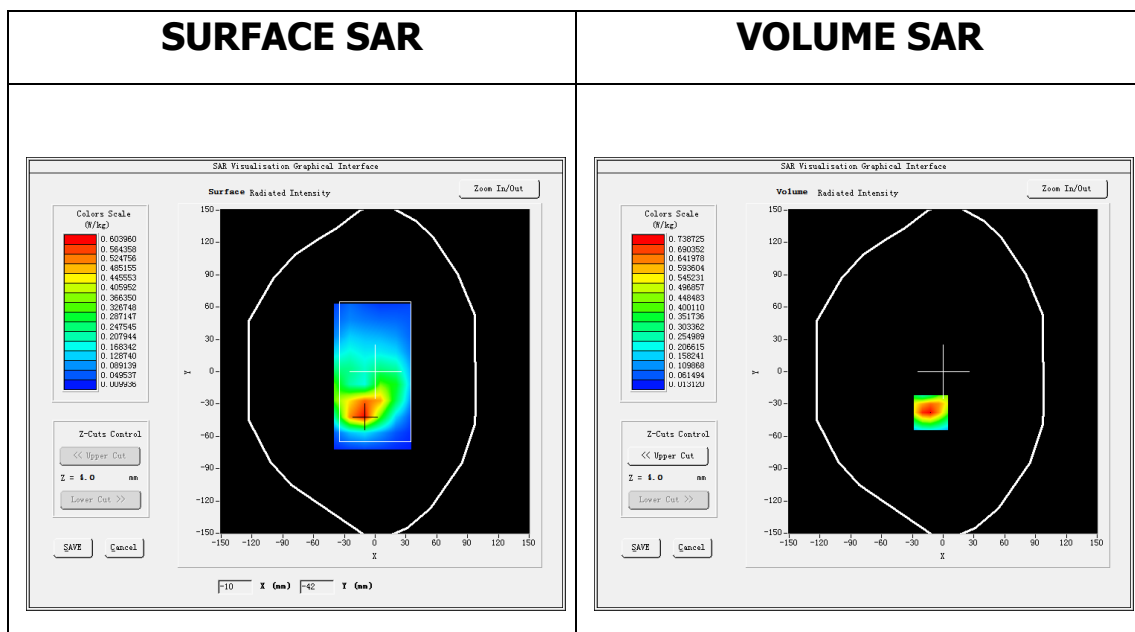 SURFACE SAR
VOLUME SAR
SAR Visualisation Graphical Interface
Surface Radiated Intensity
Zoom In/Out
Colors Scale
(W/kg)
0.603960
0.564358
0.524756
0.485155
0.445553
0.405952
0.366350
0.326748
0.287147
0.247545
0.207944
0.168342
0.128740
0.089139
0.049537
0.009936
Z-Cuts Control
<< Upper Cut
Z = 4.0 mm
Lower Cut >>
SAVE
Cancel
150
120
90
60
30
0
-30
-60
-90
-120
-150
Y
-150 -120 -90 -60 -30 0 30 60 90 120 150
X
-10 X (mm) -42 Y (mm)
SAR Visualisation Graphical Interface
Volume Radiated Intensity
Zoom In/Out
Colors Scale
(W/kg)
0.738725
0.690352
0.641978
0.593604
0.545231
0.496857
0.448483
0.400110
0.351736
0.303362
0.254989
0.206615
0.158241
0.109868
0.061494
0.013120
Z-Cuts Control
<< Upper Cut
Z = 4.0 mm
Lower Cut >>
SAVE
Cancel
150
120
90
60
30
0
-30
-60
-90
-120
-150
Y
-150 -120 -90 -60 -30 0 30 60 90 120 150
X